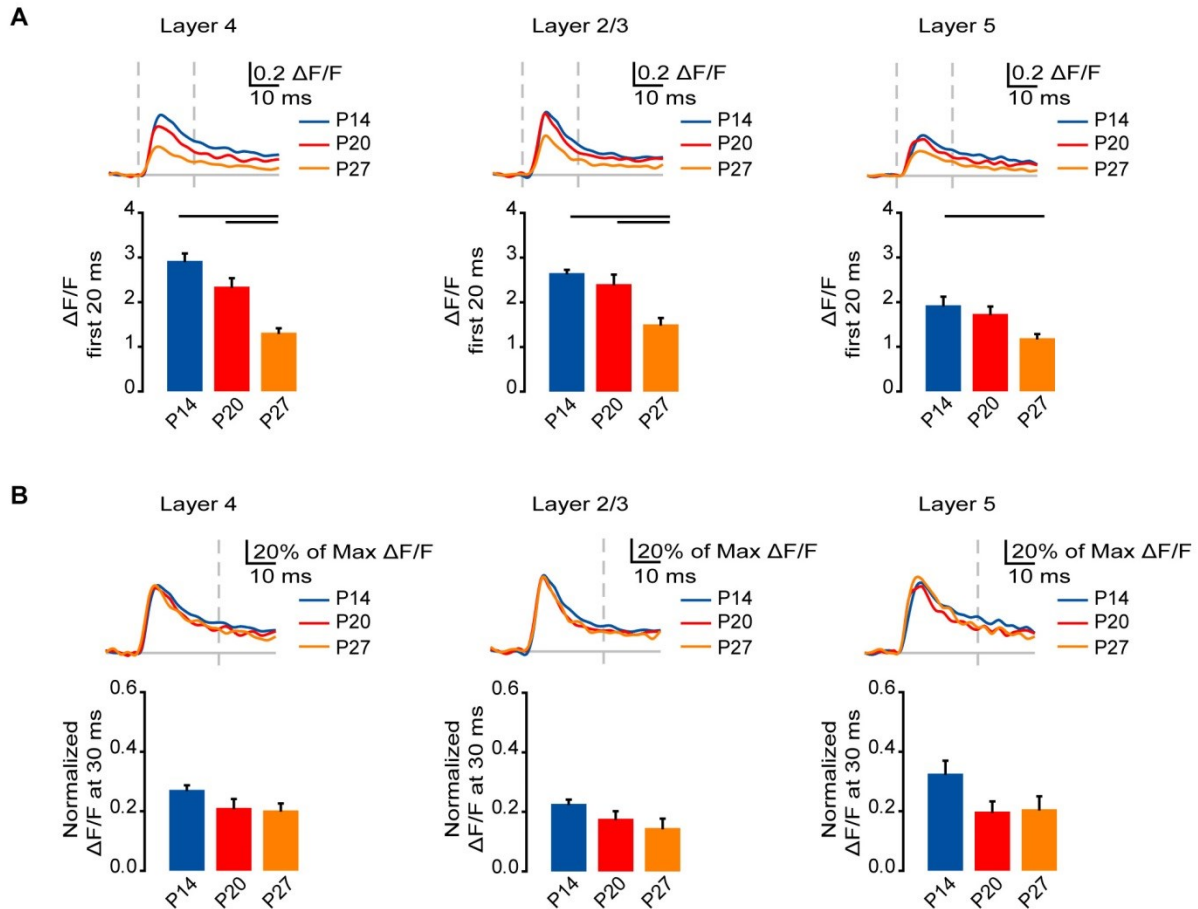 A
Layer 4
Layer 2/3
Layer 5
0.2 ΔF/F
10 ms
P14
P20
P27
0.2 ΔF/F
10 ms
P14
P20
P27
0.2 ΔF/F
10 ms
P14
P20
P27
ΔF/F
first 20 ms
4
3
2
1
0
P14
P20
P27
ΔF/F
first 20 ms
4
3
2
1
0
P14
P20
P27
ΔF/F
first 20 ms
4
3
2
1
0
P14
P20
P27
B
Layer 4
Layer 2/3
Layer 5
20% of Max ΔF/F
10 ms
P14
P20
P27
20% of Max ΔF/F
10 ms
P14
P20
P27
20% of Max ΔF/F
10 ms
P14
P20
P27
Normalized
ΔF/F at 30 ms
0.6
0.4
0.2
0.0
P14
P20
P27
Normalized
ΔF/F at 30 ms
0.6
0.4
0.2
0.0
P14
P20
P27
Normalized
ΔF/F at 30 ms
0.6
0.4
0.2
0.0
P14
P20
P27